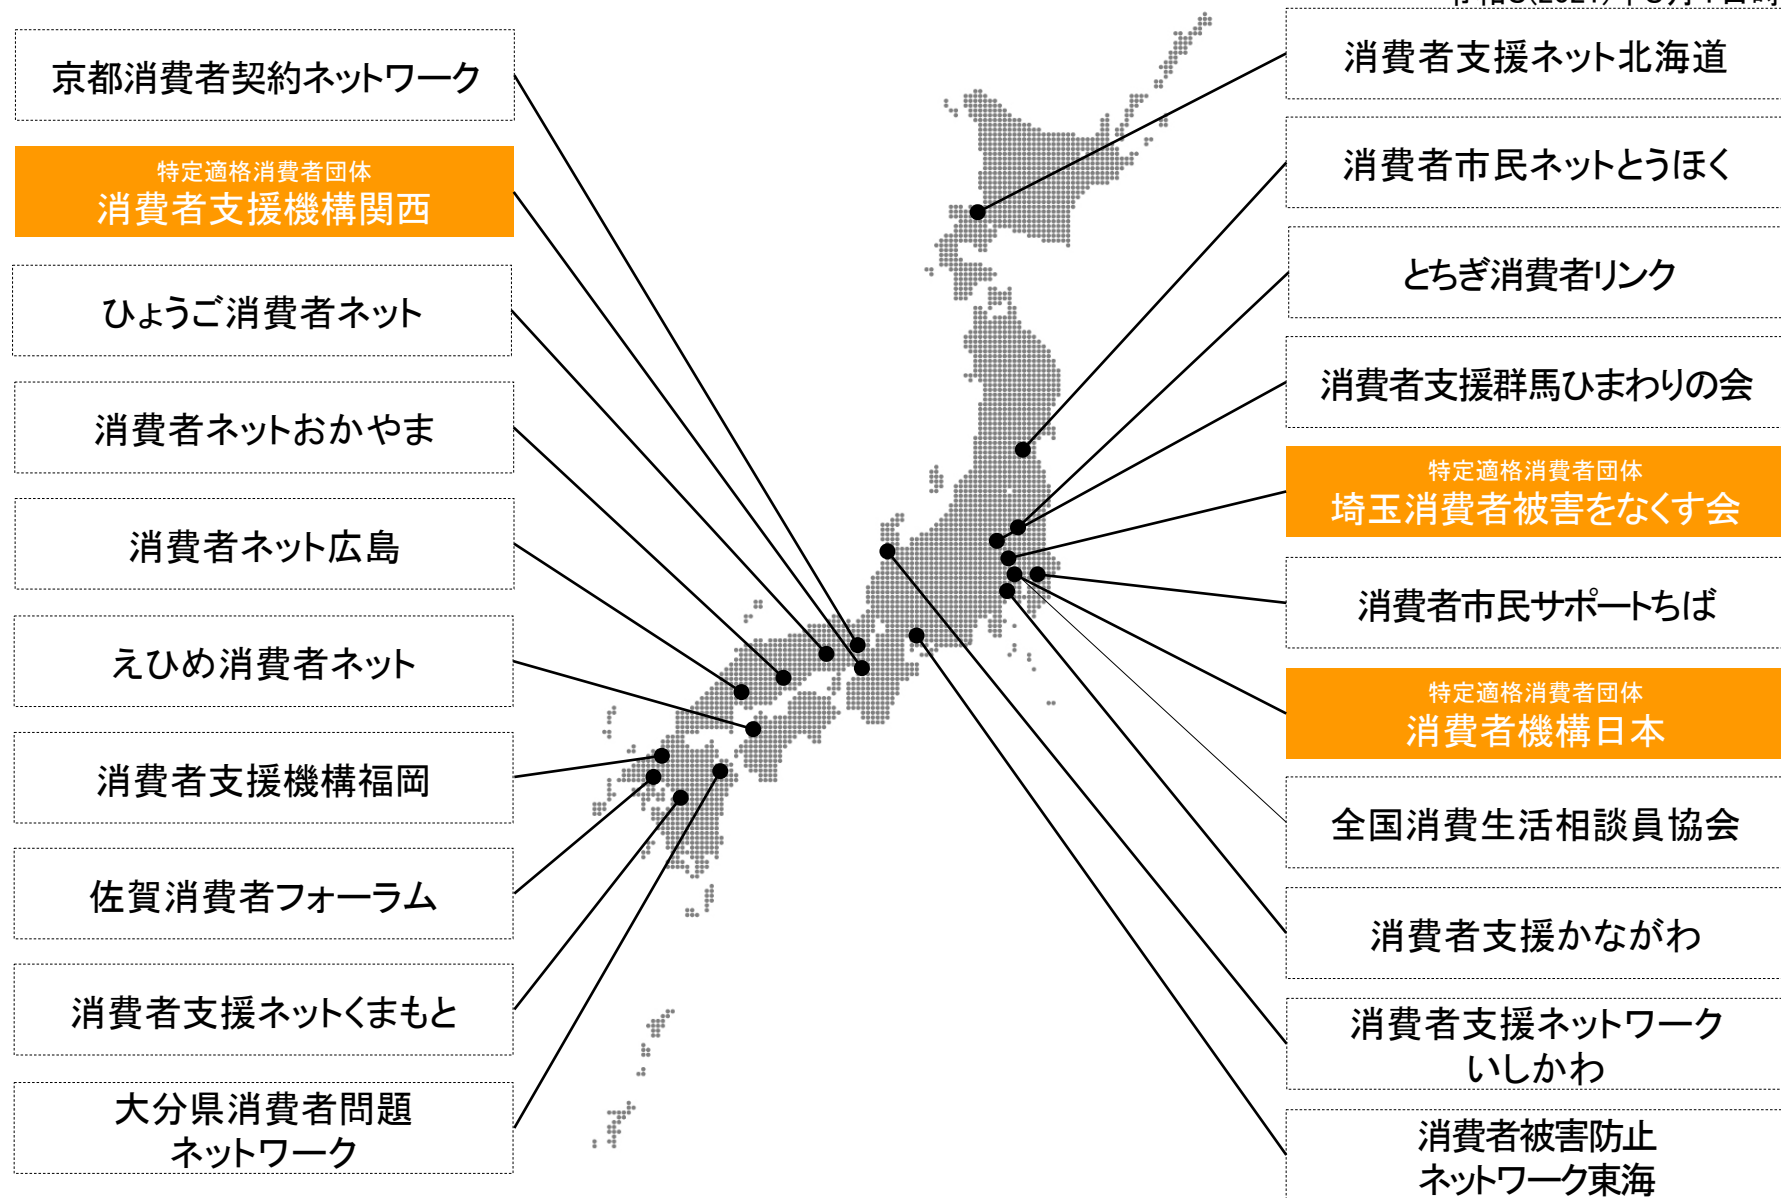 京都消費者契約ネットワーク
特定適格消費者団体
消費者支援機構関西
ひょうご消費者ネット
消費者ネットおかやま
消費者ネット広島
えひめ消費者ネット
消費者支援機構福岡
佐賀消費者フォーラム
消費者支援ネットくまもと
大分県消費者問題
ネットワーク
消費者支援ネット北海道
消費者市民ネットとうほく
とちぎ消費者リンク
消費者支援群馬ひまわりの会
特定適格消費者団体
埼玉消費者被害をなくす会
消費者市民サポートちば
特定適格消費者団体
消費者機構日本
全国消費生活相談員協会
消費者支援かながわ
消費者支援ネットワーク
いしかわ
消費者被害防止
ネットワーク東海